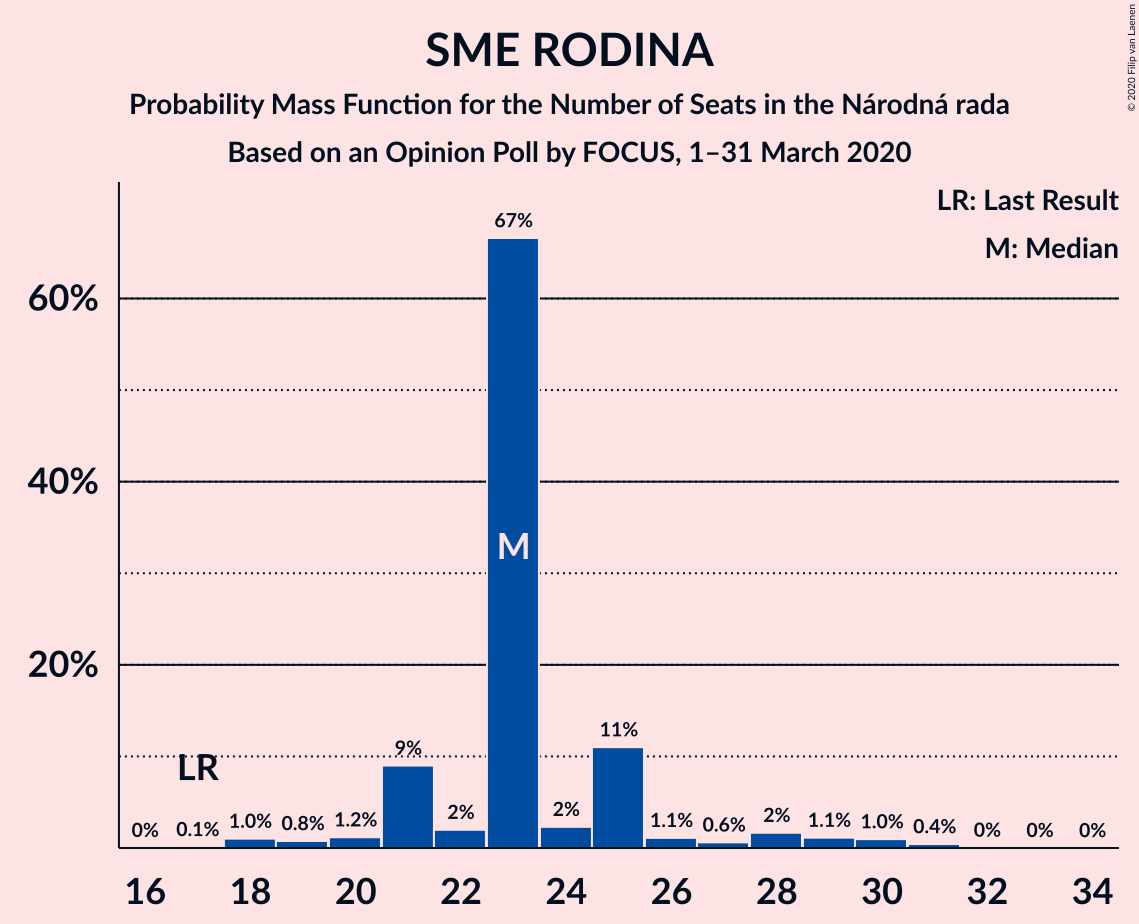 SME RODINA
Probability Mass Function for the Number of Seats in the Národná rada
Based on an Opinion Poll by FOCUS, 1–31 March 2020
© 2020 Filip van Laenen
LR: Last Result
M: Median
60%
40%
20%
0% 0.1% 1.0% 0.8% 1.2% 9% 2% 67% 2% 11% 1.1% 0.6% 2% 1.1% 1.0% 0.4% 0% 0% 0%
LR
M
16 18 20 22 24 26 28 30 32 34